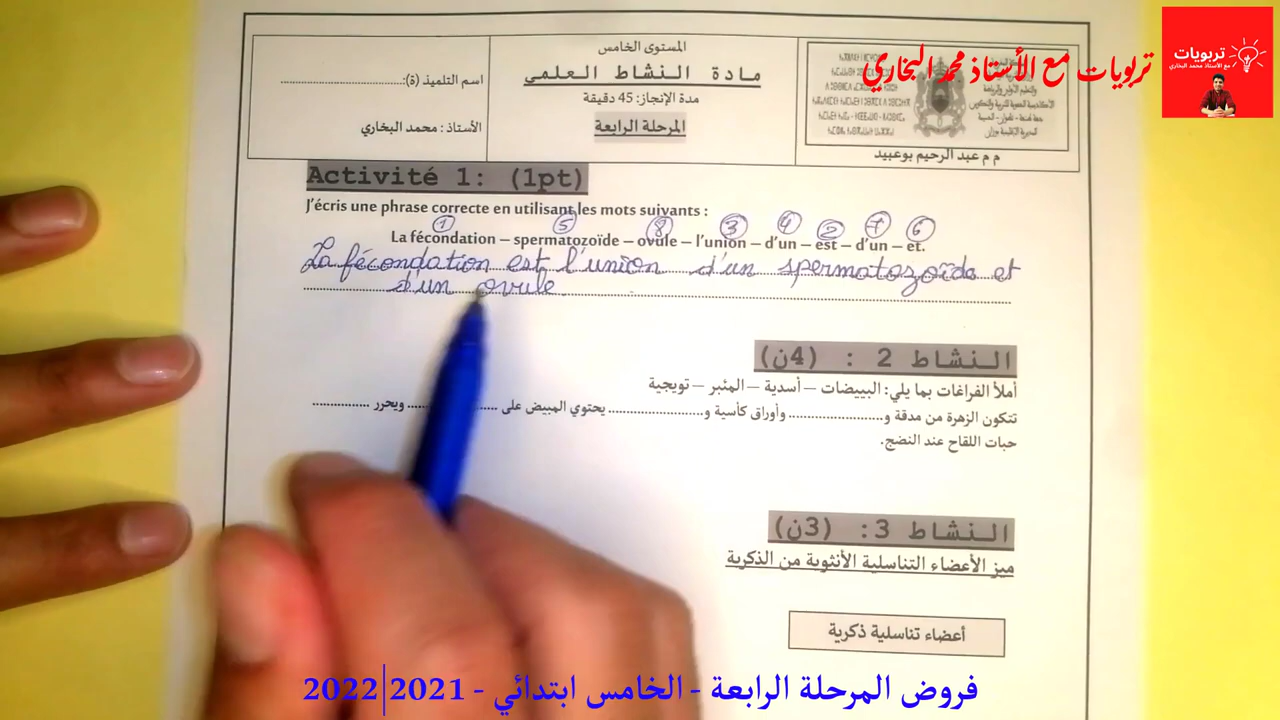 تربويات مع الأستاذ محمد البخاري
تربويات
مع الأستاذ محمد البخاري
م م عبد الرحيم بوعبيد
المستوى الخامس
مادة النشاط العلمي
مدة الإنجاز: 45 دقيقة
المرحلة الرابعة
اسم التلميذ (ة):
الأستاذ : محمد البخاري
Activité 1: (1pt)
J'écris une phrase correcte en utilisant les mots suivants :
1 5 8 3 4 2 7 6
La fécondation – spermatozoïde – ovule – l'union – d'un – est – d'un – et.
La fécondation est l'union d'un spermatozoïde et
d'un ovule
النشاط 2 : (4ن)
أملأ الفراغات بما يلي: البييضات – أسدية – المئبر – تويجية
تتكون الزهرة من مدقة و.................... وأوراق كأسية و.................... يحتوي المبيض على .................... ويحرر ................
حبات اللقاح عند النضج.
النشاط 3: (3ن)
ميز الأعضاء التناسلية الأنثوية من الذكرية
أعضاء تناسلية ذكرية
فروض المرحلة الرابعة - الخامس ابتدائي - 2021|2022